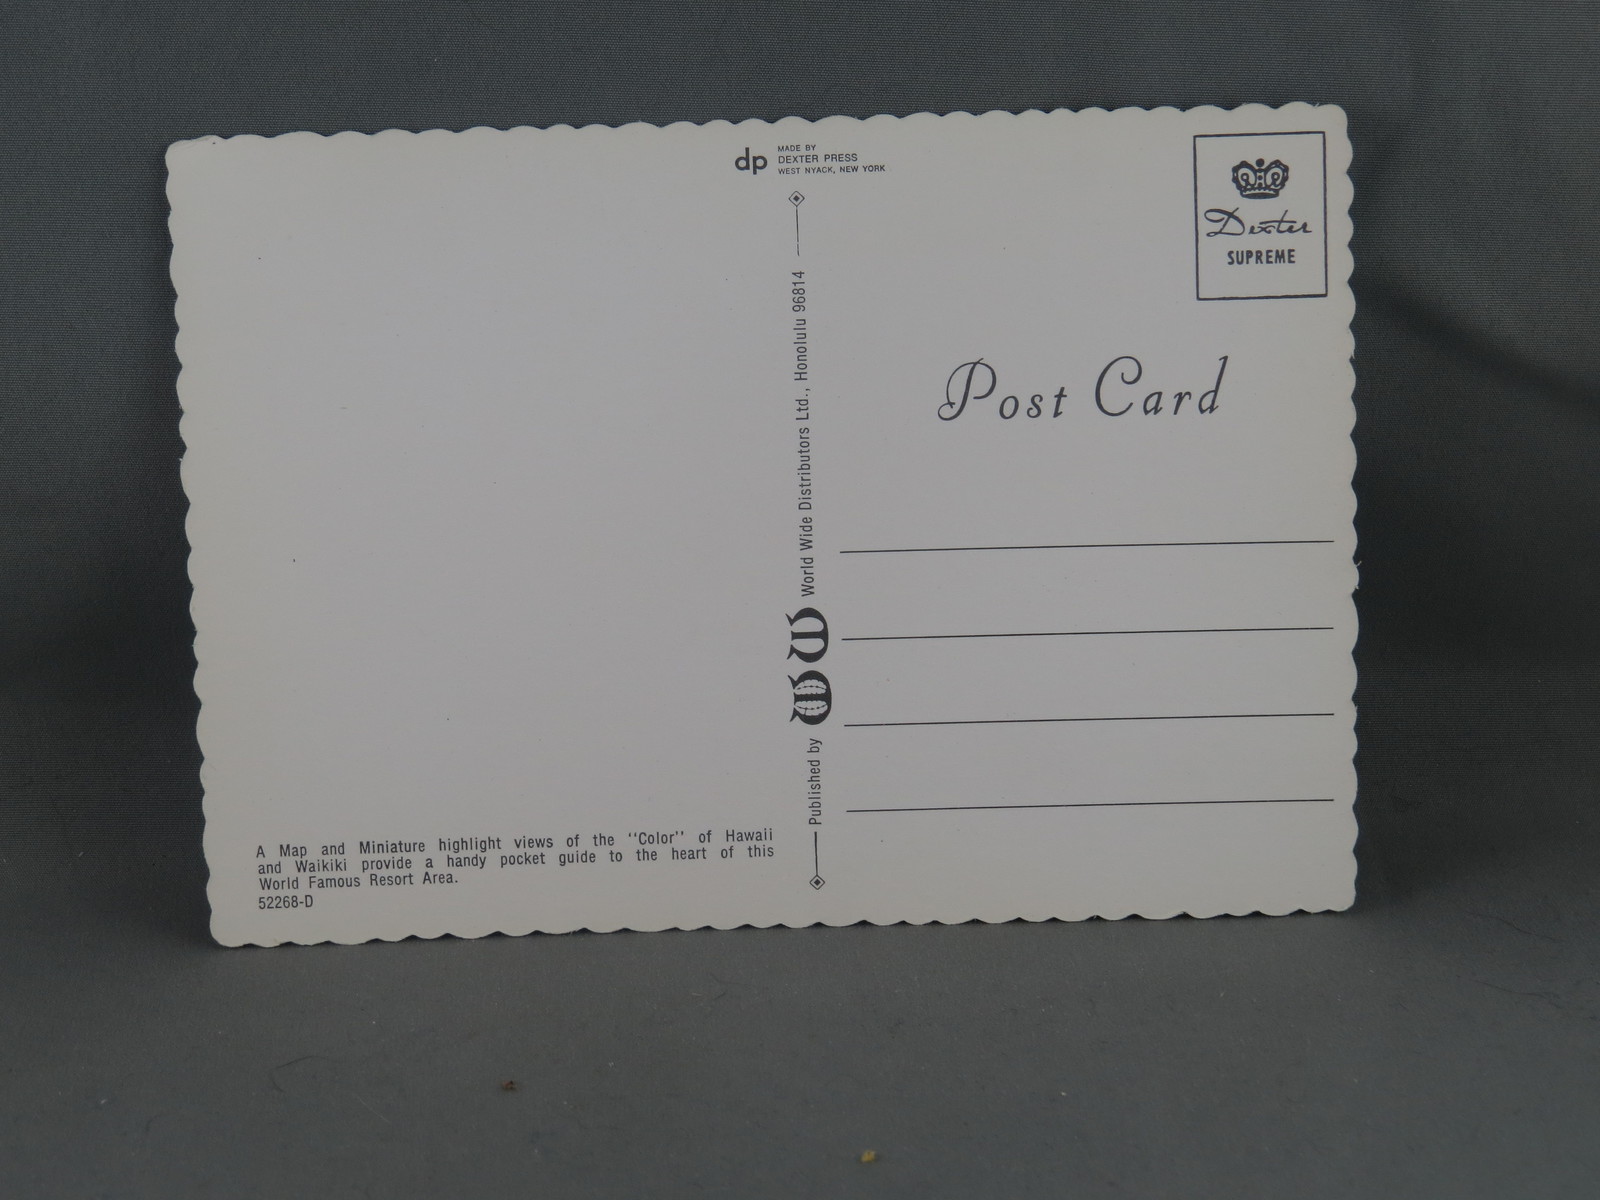 dp
MADE BY
DEXTER PRESS
WEST NYACK, NEW YORK
Dexter
SUPREME
Post Card
Published by WW World Wide Distributors Ltd., Honolulu 96814
A Map and Miniature highlight views of the "Color" of Hawaii
and Waikiki provide a handy pocket guide to the heart of this
World Famous Resort Area.
52268-D